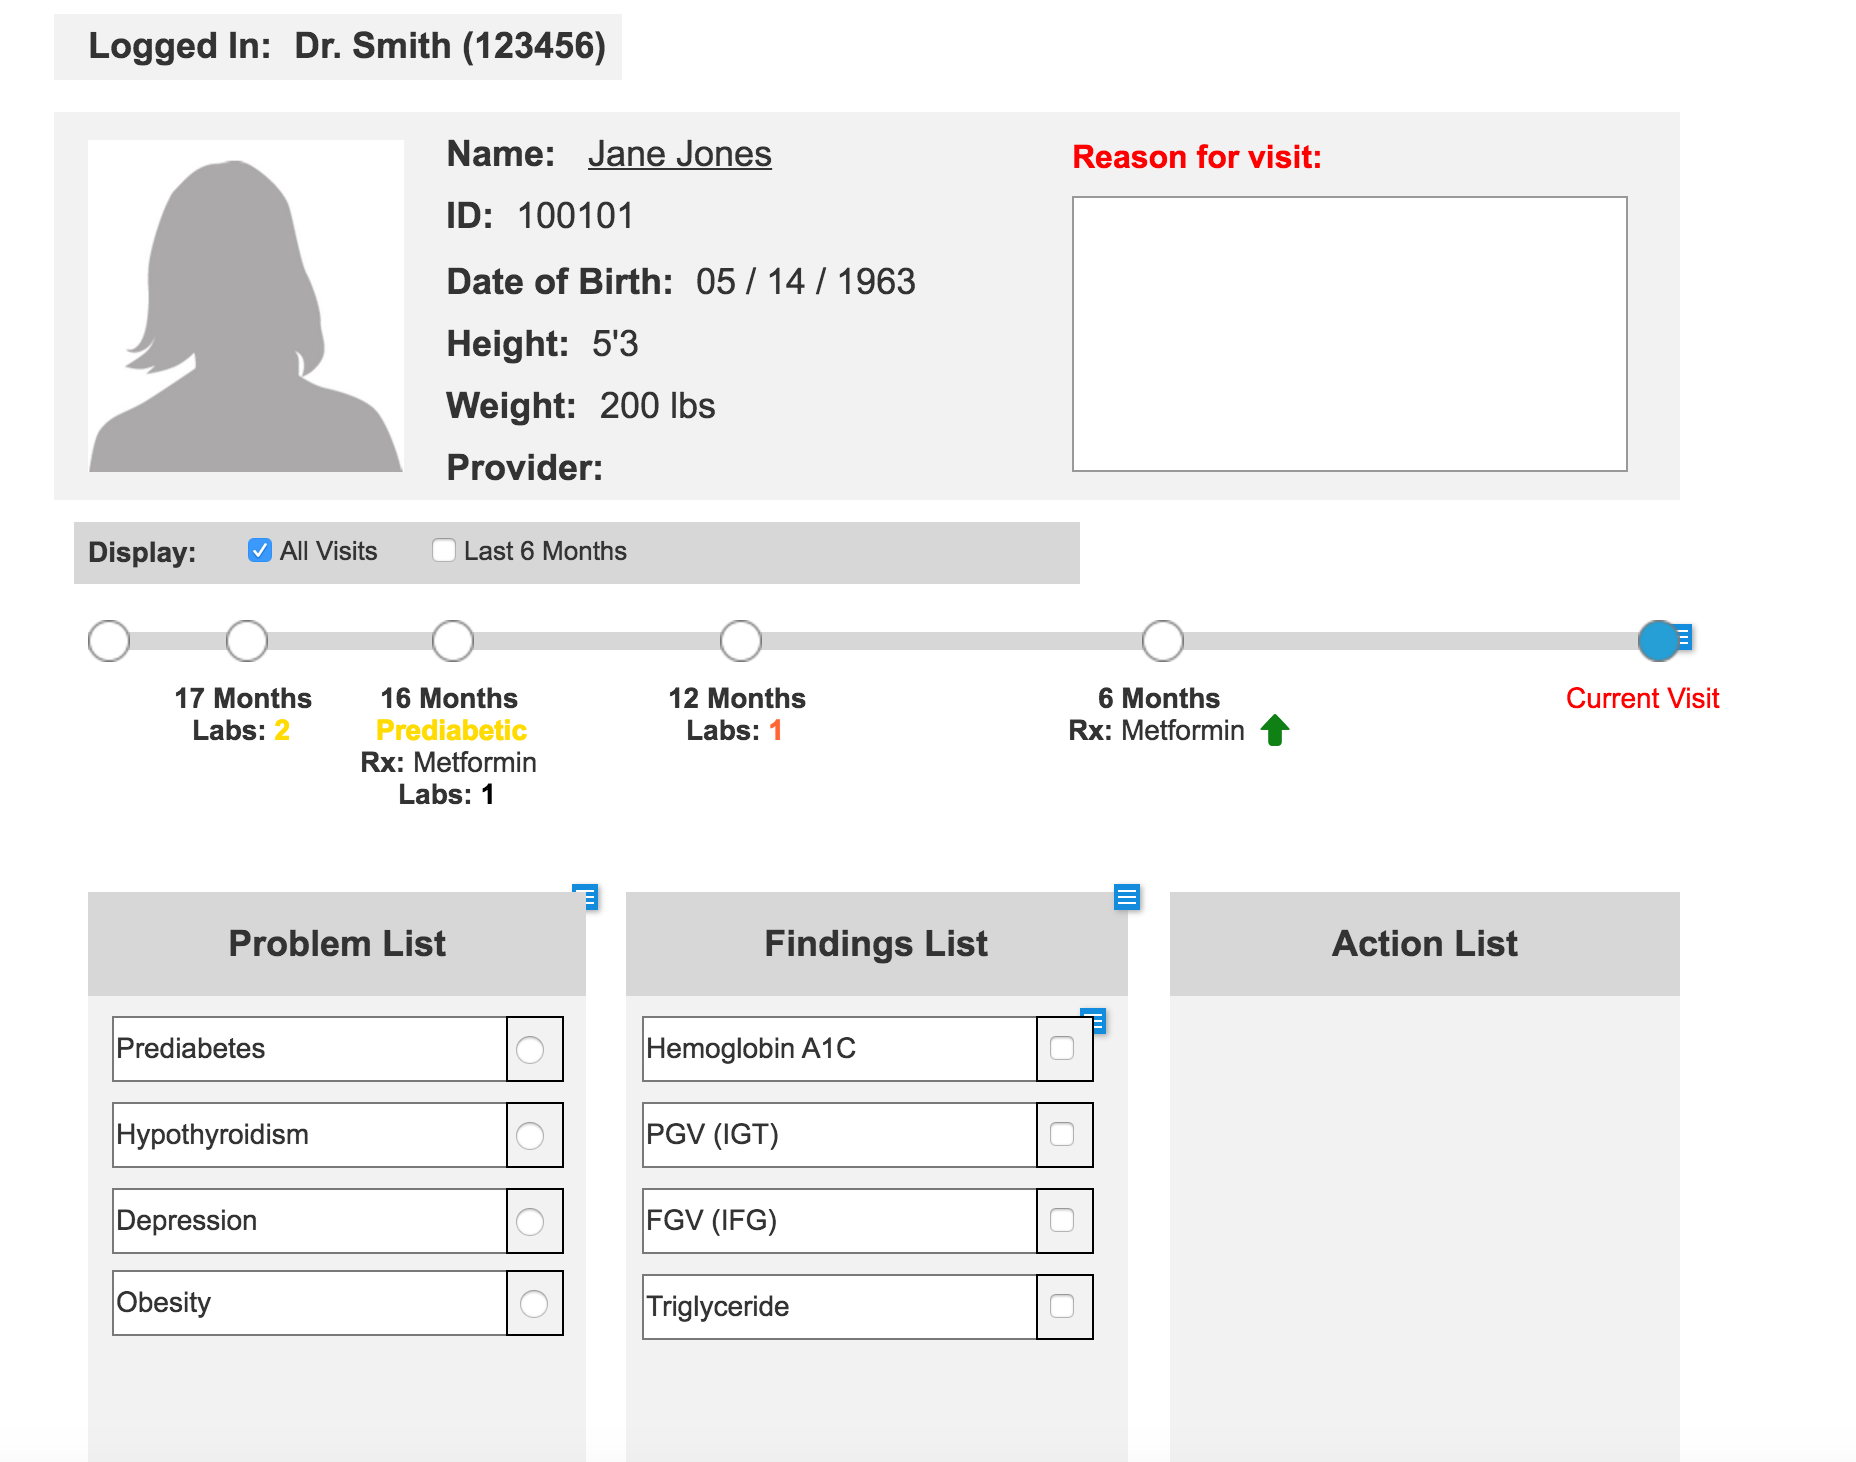 Logged In: Dr. Smith (123456)
Name: Jane Jones
ID: 100101
Date of Birth: 05 / 14 / 1963
Height: 5'3
Weight: 200 lbs
Provider:
Reason for visit:
Display: All Visits Last 6 Months
17 Months
Labs: 2
16 Months
Prediabetic
Rx: Metformin
Labs: 1
12 Months
Labs: 1
6 Months
Rx: Metformin
Current Visit
Problem List
Prediabetes
Hypothyroidism
Depression
Obesity
Findings List
Hemoglobin A1C
PGV (IGT)
FGV (IFG)
Triglyceride
Action List